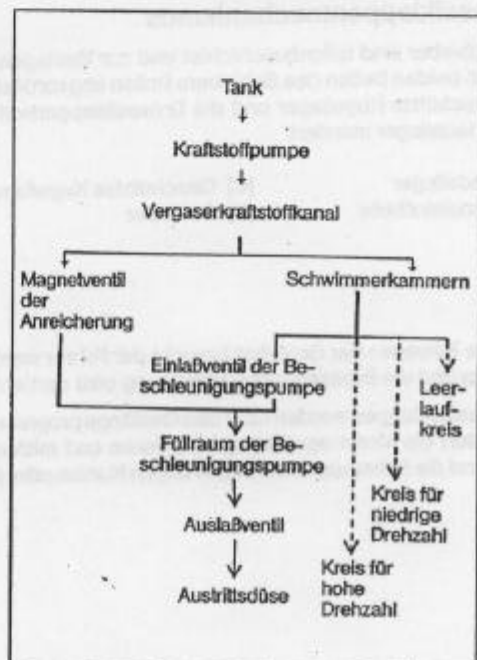 Tank
Kraftstoffpumpe
Vergaserkraftstoffkanal
Magnetventil
der
Anreicherung
Schwimmerkammern
Einlaßventil der Be-
schleunigungspumpe
Leer-
lauf-
kreis
Füllraum der Be-
schleunigungspumpe
Kreis für
niedrige
Drehzahl
Auslaßventil
Kreis für
hohe
Drehzahl
Austrittsdüse